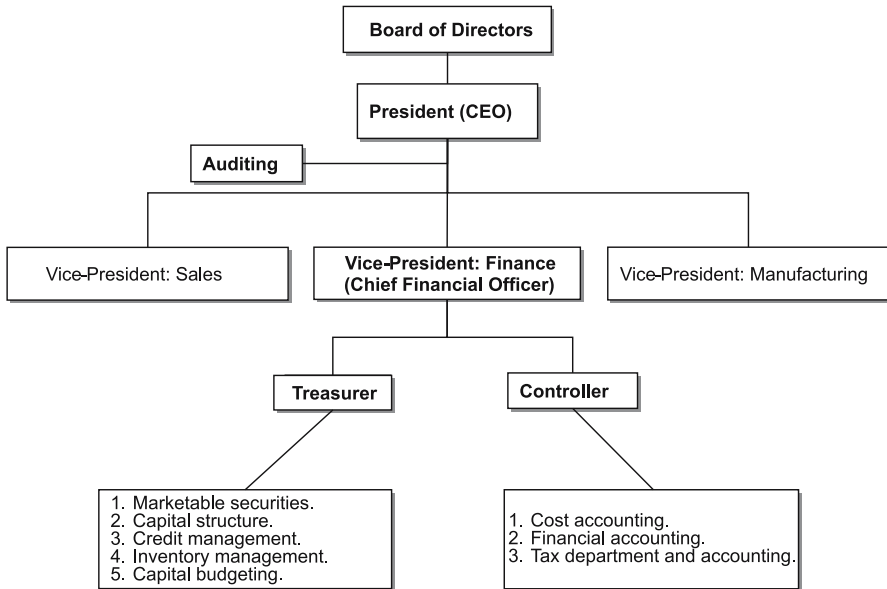 Board of Directors
President (CEO)
Auditing
Vice-President: Sales
Vice-President: Finance
(Chief Financial Officer)
Vice-President: Manufacturing
Treasurer
Controller
1. Marketable securities.
2. Capital structure.
3. Credit management.
4. Inventory management.
5. Capital budgeting.
1. Cost accounting.
2. Financial accounting.
3. Tax department and accounting.